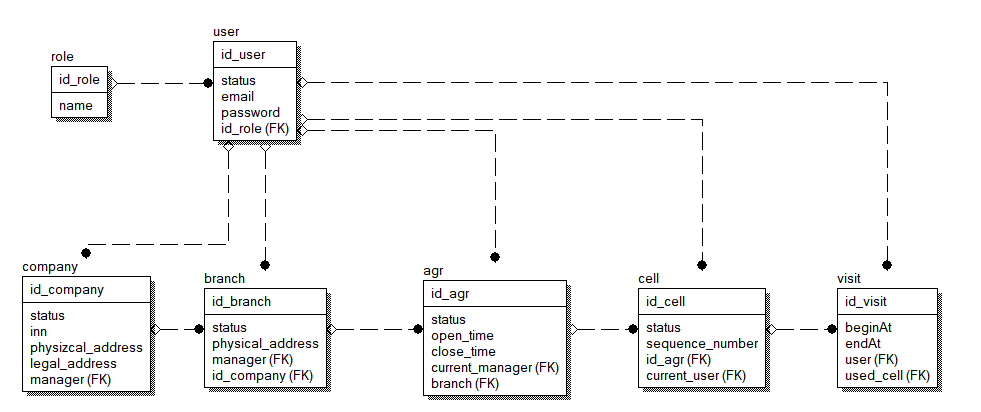 user
id_user
status
email
password
id_role (FK)
role
id_role
name
company
id_company
status
inn
physizcal_address
legal_address
manager (FK)
branch
id_branch
status
physical_address
manager (FK)
id_company (FK)
agr
id_agr
status
open_time
close_time
current_manager (FK)
branch (FK)
cell
id_cell
status
sequence_number
id_agr (FK)
current_user (FK)
visit
id_visit
beginAt
endAt
user (FK)
used_cell (FK)